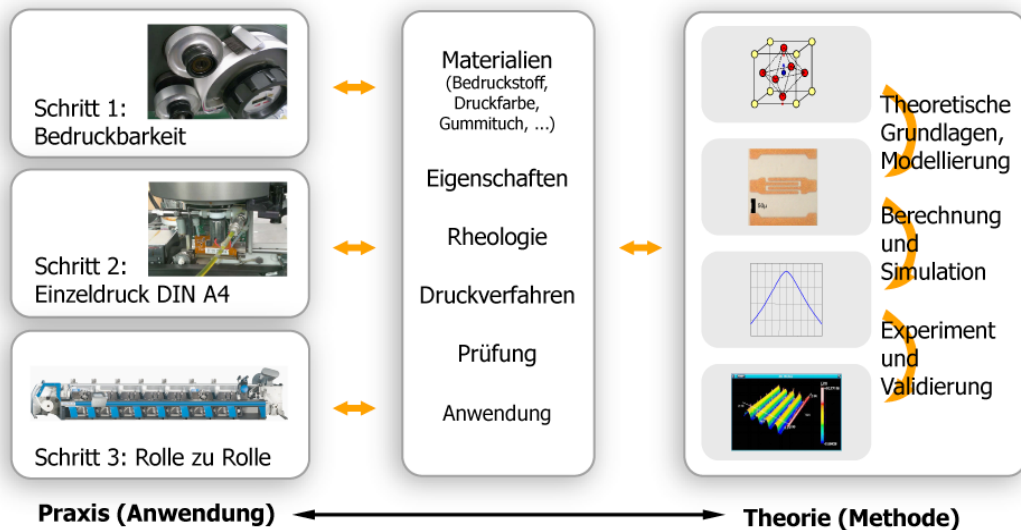 Schritt 1:
Bedruckbarkeit
Schritt 2:
Einzeldruck DIN A4
Schritt 3: Rolle zu Rolle
Materialien
(Bedruckstoff,
Druckfarbe,
Gummituch, ...)
Eigenschaften
Rheologie
Druckverfahren
Prüfung
Anwendung
Theoretische
Grundlagen,
Modellierung
Berechnung
und
Simulation
Experiment
und
Validierung
50µ
Praxis (Anwendung)
Theorie (Methode)